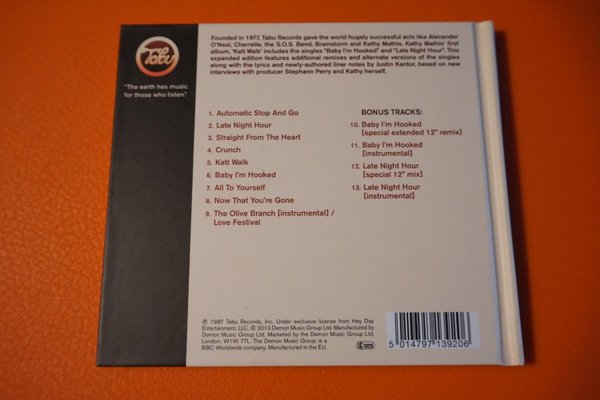 Founded in 1977, Tabu Records gave the world hugely successful acts like Alexander
O'Neal, Cherrelle, the S.O.S. Band, Brainstorm and Kathy Mathis. Kathy Mathis' first
album, 'Katt Walk' includes the singles "Baby I'm Hooked" and "Late Night Hour". This
expanded edition features additional remixes and alternate versions of the singles
along with the lyrics and newly-authored liner notes by Justin Kantor, based on new
interviews with producer Stephann Perry and Kathy herself.
Tabu
"The earth has music
for those who listen."
1. Automatic Stop And Go
2. Late Night Hour
3. Straight From The Heart
4. Crunch
5. Katt Walk
6. Baby I'm Hooked
7. All To Yourself
8. Now That You're Gone
9. The Olive Branch [instrumental] /
Love Festival
BONUS TRACKS:
10. Baby I'm Hooked
[special extended 12" remix]
11. Baby I'm Hooked
[instrumental]
12. Late Night Hour
[special 12" mix]
13. Late Night Hour
[instrumental]
℗ 1987 Tabu Records, Inc. Under exclusive license from Hey Day
Entertainment, LLC. © 2013 Demon Music Group Ltd. Manufactured by
Demon Music Group Ltd. Marketed by the Demon Music Group Ltd,
London, W1W 7TL. The Demon Music Group is a
BBC Worldwide company. Manufactured in the EU.
5 014797 139206